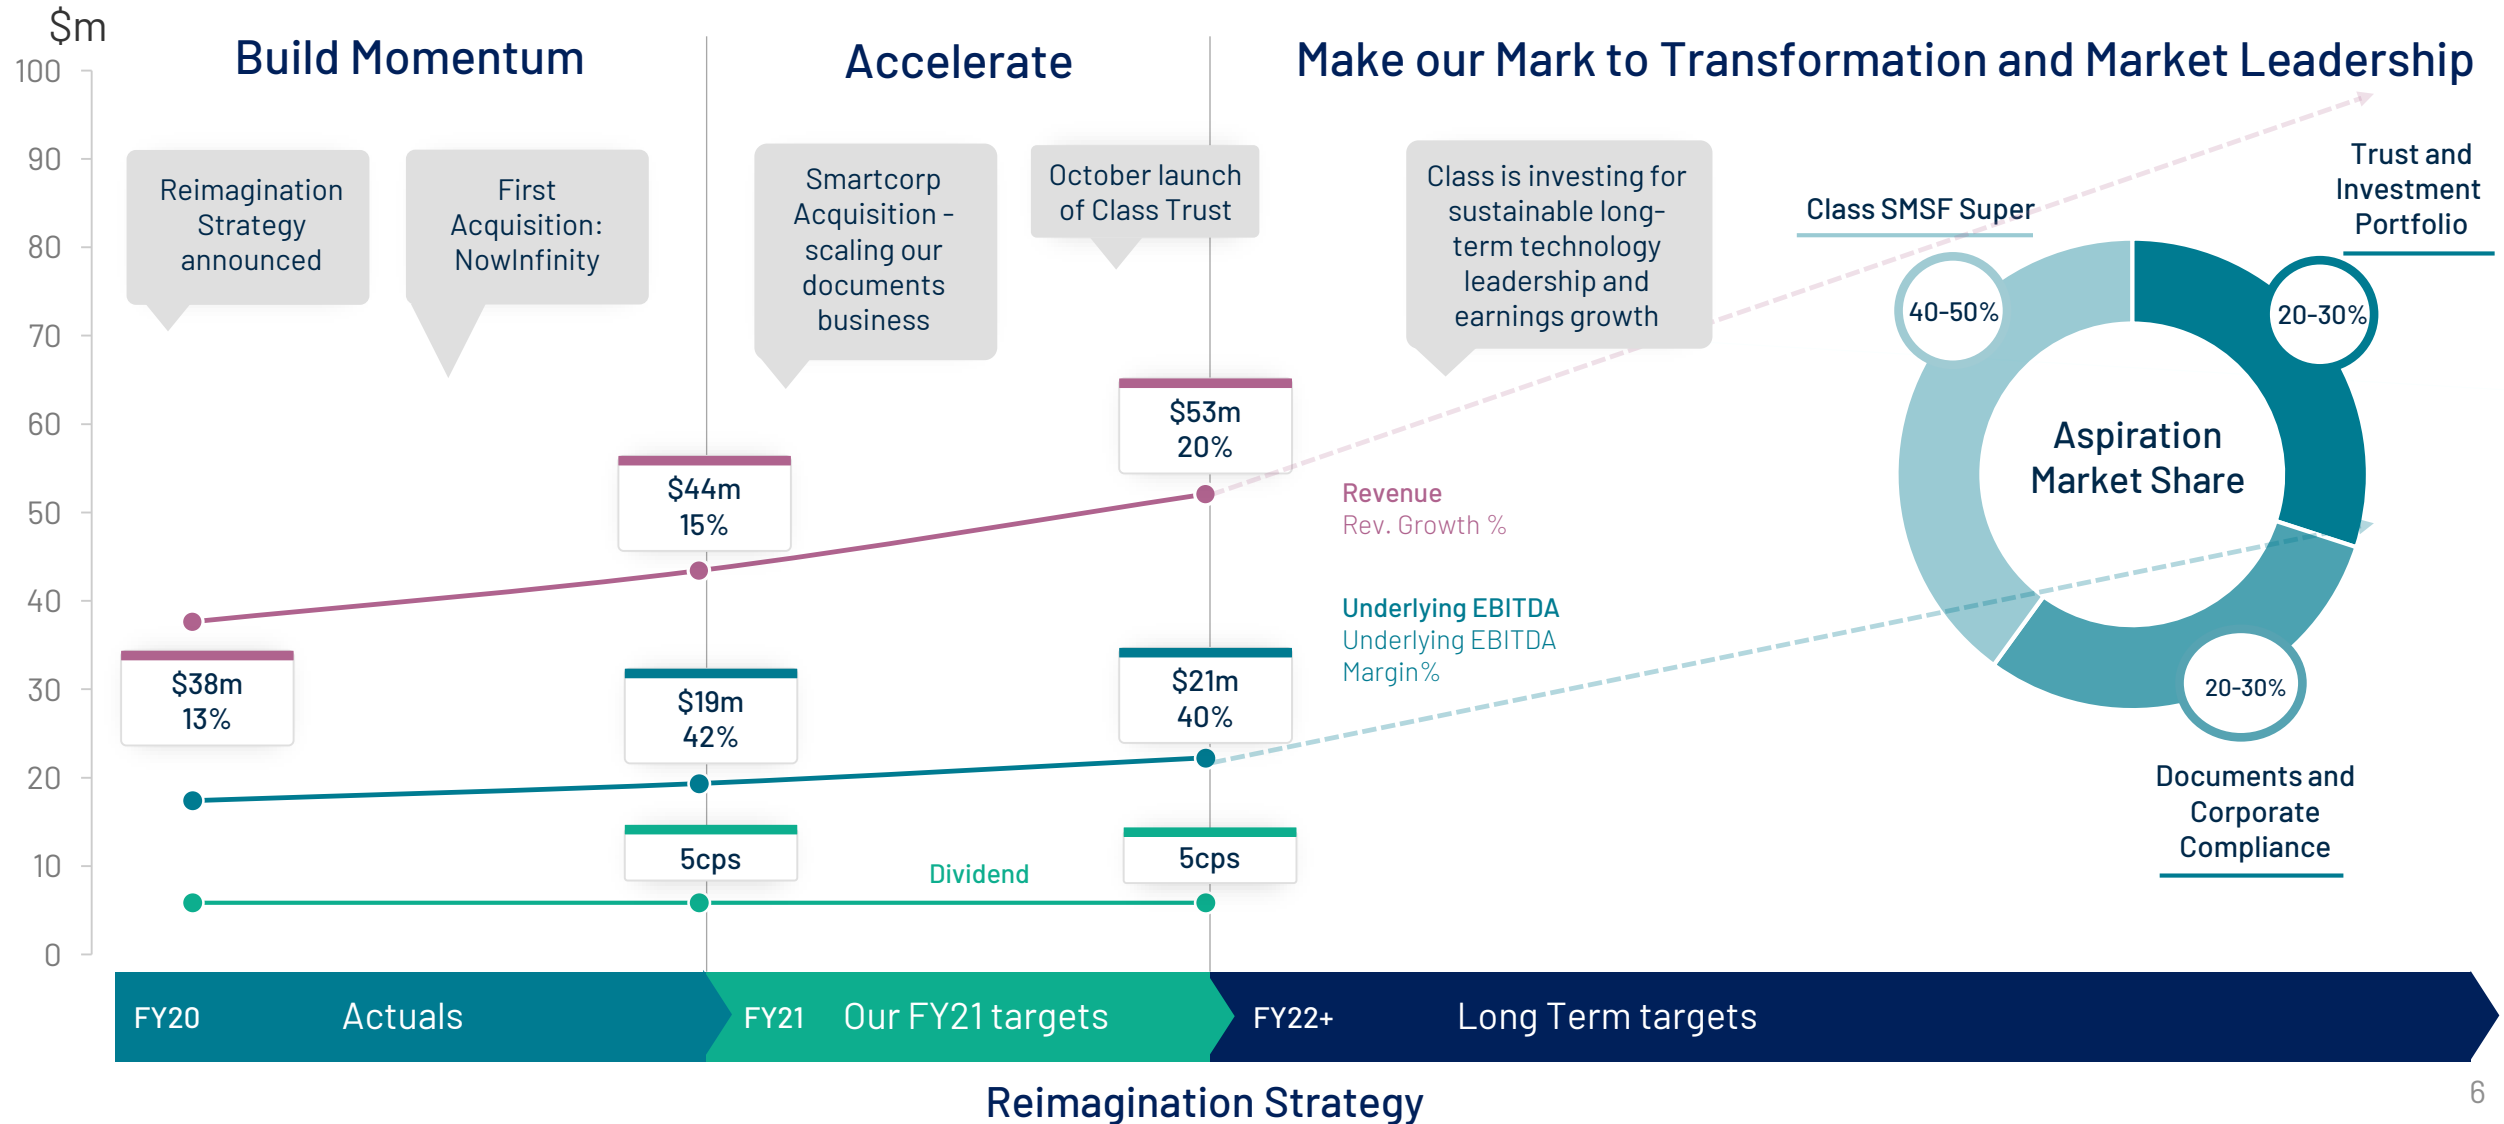 $m
Build Momentum
Accelerate
Make our Mark to Transformation and Market Leadership
100
90
80
70
60
50
40
30
20
10
0
Reimagination
Strategy
announced
First
Acquisition:
NowInfinity
Smartcorp
Acquisition -
scaling our
documents
business
October launch
of Class Trust
Class is investing for
sustainable long-
term technology
leadership and
earnings growth
$38m
13%
$44m
15%
$53m
20%
$19m
42%
$21m
40%
5cps
Dividend
5cps
Revenue
Rev. Growth %
Underlying EBITDA
Underlying EBITDA
Margin%
Class SMSF Super
40-50%
Trust and
Investment
Portfolio
20-30%
Aspiration
Market Share
20-30%
Documents and
Corporate
Compliance
FY20
Actuals
FY21
Our FY21 targets
FY22+
Long Term targets
Reimagination Strategy
6